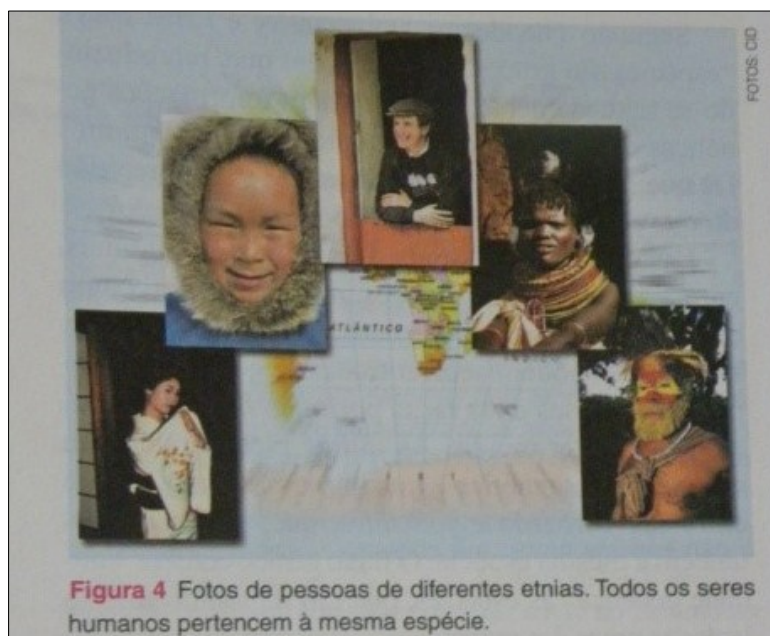 FOTOS: CID
ATLÂNTICO
Figura 4 Fotos de pessoas de diferentes etnias. Todos os seres
humanos pertencem à mesma espécie.